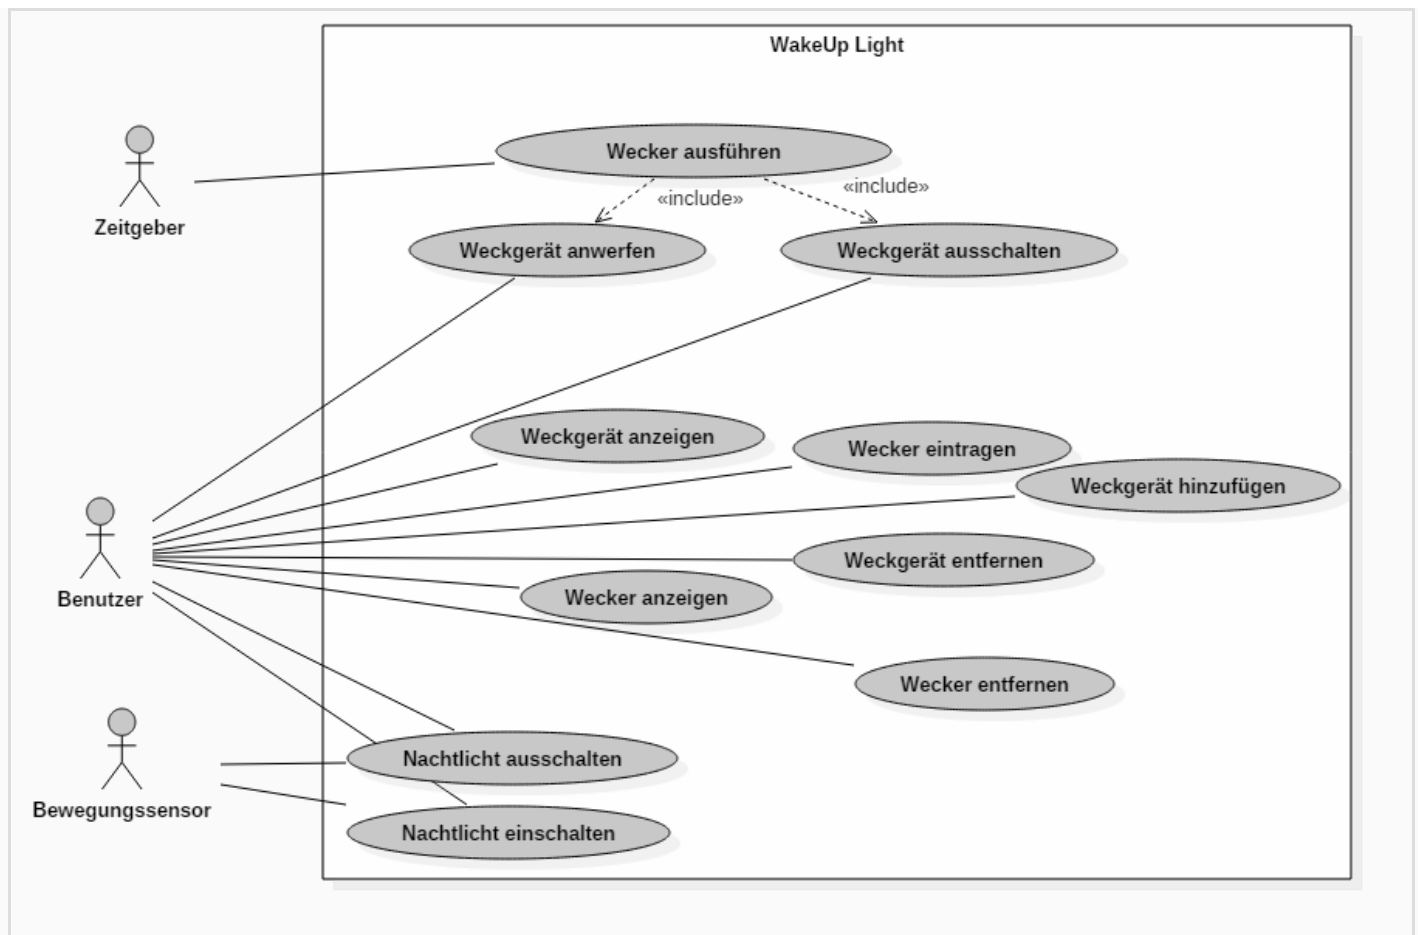 WakeUp Light
Wecker ausführen
«include»
«include»
Zeitgeber
Weckgerät anwerfen
Weckgerät ausschalten
Weckgerät anzeigen
Wecker eintragen
Weckgerät hinzufügen
Weckgerät entfernen
Benutzer
Wecker anzeigen
Wecker entfernen
Nachtlicht ausschalten
Bewegungssensor
Nachtlicht einschalten